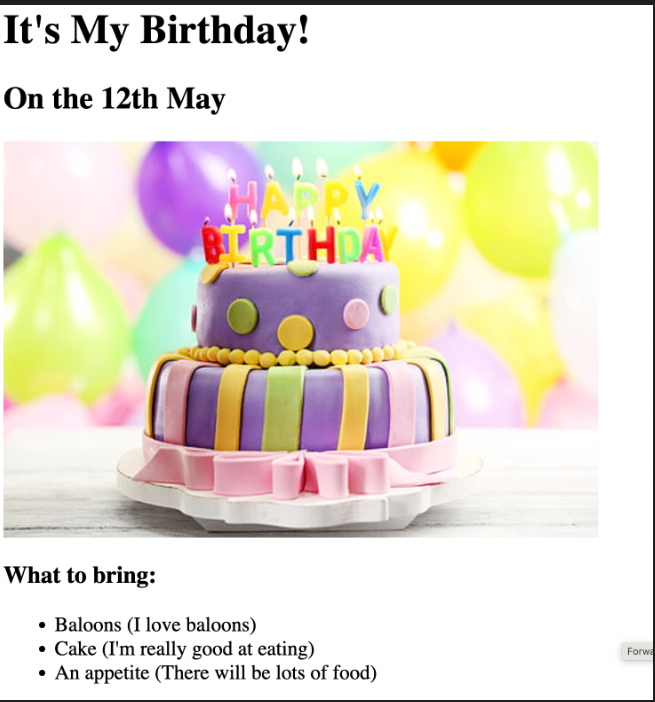 It's My Birthday!
On the 12th May
HAPPY
BIRTHDAY
What to bring:
Baloons (I love baloons)
Cake (I'm really good at eating)
An appetite (There will be lots of food)
Forwa